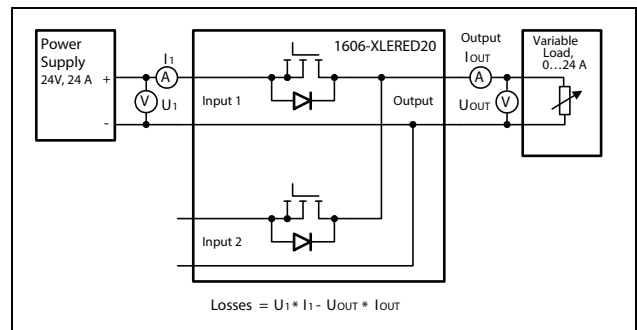 Power
Supply
24V, 24 A
+
-
I1
A
V
U1
1606-XLERED20
Input 1
Output
Input 2
Output
IOUT
A
UOUT
V
Variable
Load,
0...24 A
Losses = U1* I1 - UOUT * IOUT